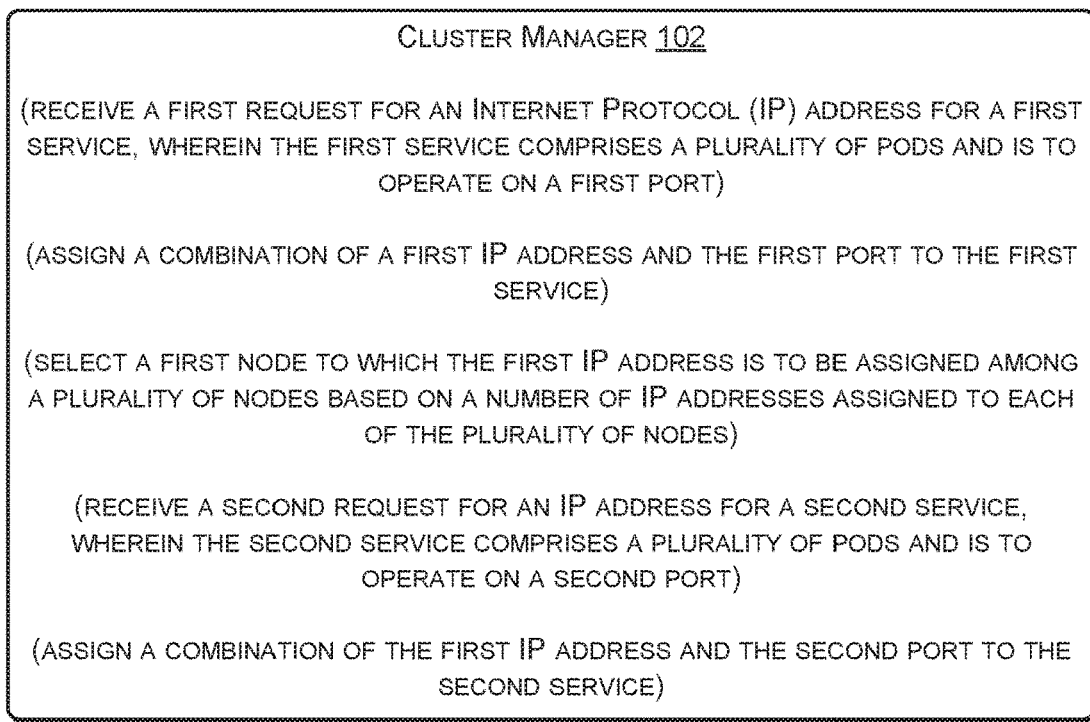 CLUSTER MANAGER 102
(RECEIVE A FIRST REQUEST FOR AN INTERNET PROTOCOL (IP) ADDRESS FOR A FIRST
SERVICE, WHEREIN THE FIRST SERVICE COMPRISES A PLURALITY OF PODS AND IS TO
OPERATE ON A FIRST PORT)
(ASSIGN A COMBINATION OF A FIRST IP ADDRESS AND THE FIRST PORT TO THE FIRST
SERVICE)
(SELECT A FIRST NODE TO WHICH THE FIRST IP ADDRESS IS TO BE ASSIGNED AMONG
A PLURALITY OF NODES BASED ON A NUMBER OF IP ADDRESSES ASSIGNED TO EACH
OF THE PLURALITY OF NODES)
(RECEIVE A SECOND REQUEST FOR AN IP ADDRESS FOR A SECOND SERVICE,
WHEREIN THE SECOND SERVICE COMPRISES A PLURALITY OF PODS AND IS TO
OPERATE ON A SECOND PORT)
(ASSIGN A COMBINATION OF THE FIRST IP ADDRESS AND THE SECOND PORT TO THE
SECOND SERVICE)